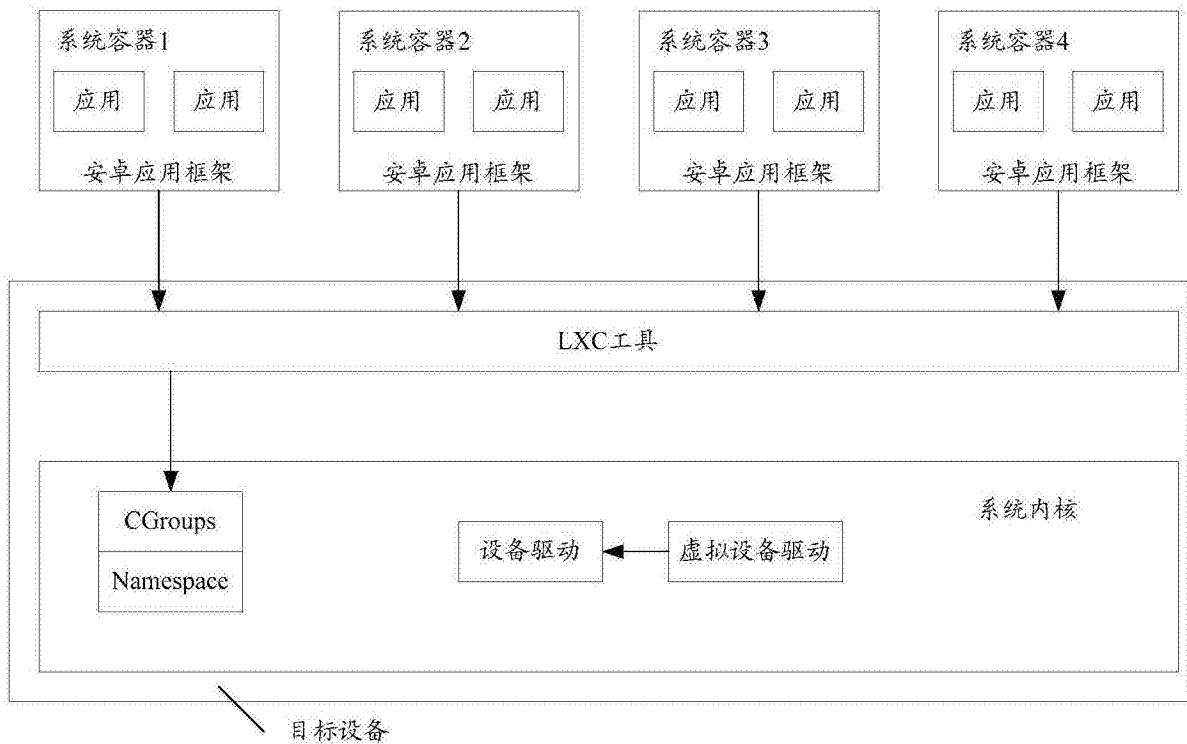 系统容器1
应用 应用
安卓应用框架
系统容器2
应用 应用
安卓应用框架
系统容器3
应用 应用
安卓应用框架
系统容器4
应用 应用
安卓应用框架
LXC工具
系统内核
CGroups
Namespace
设备驱动
虚拟设备驱动
目标设备